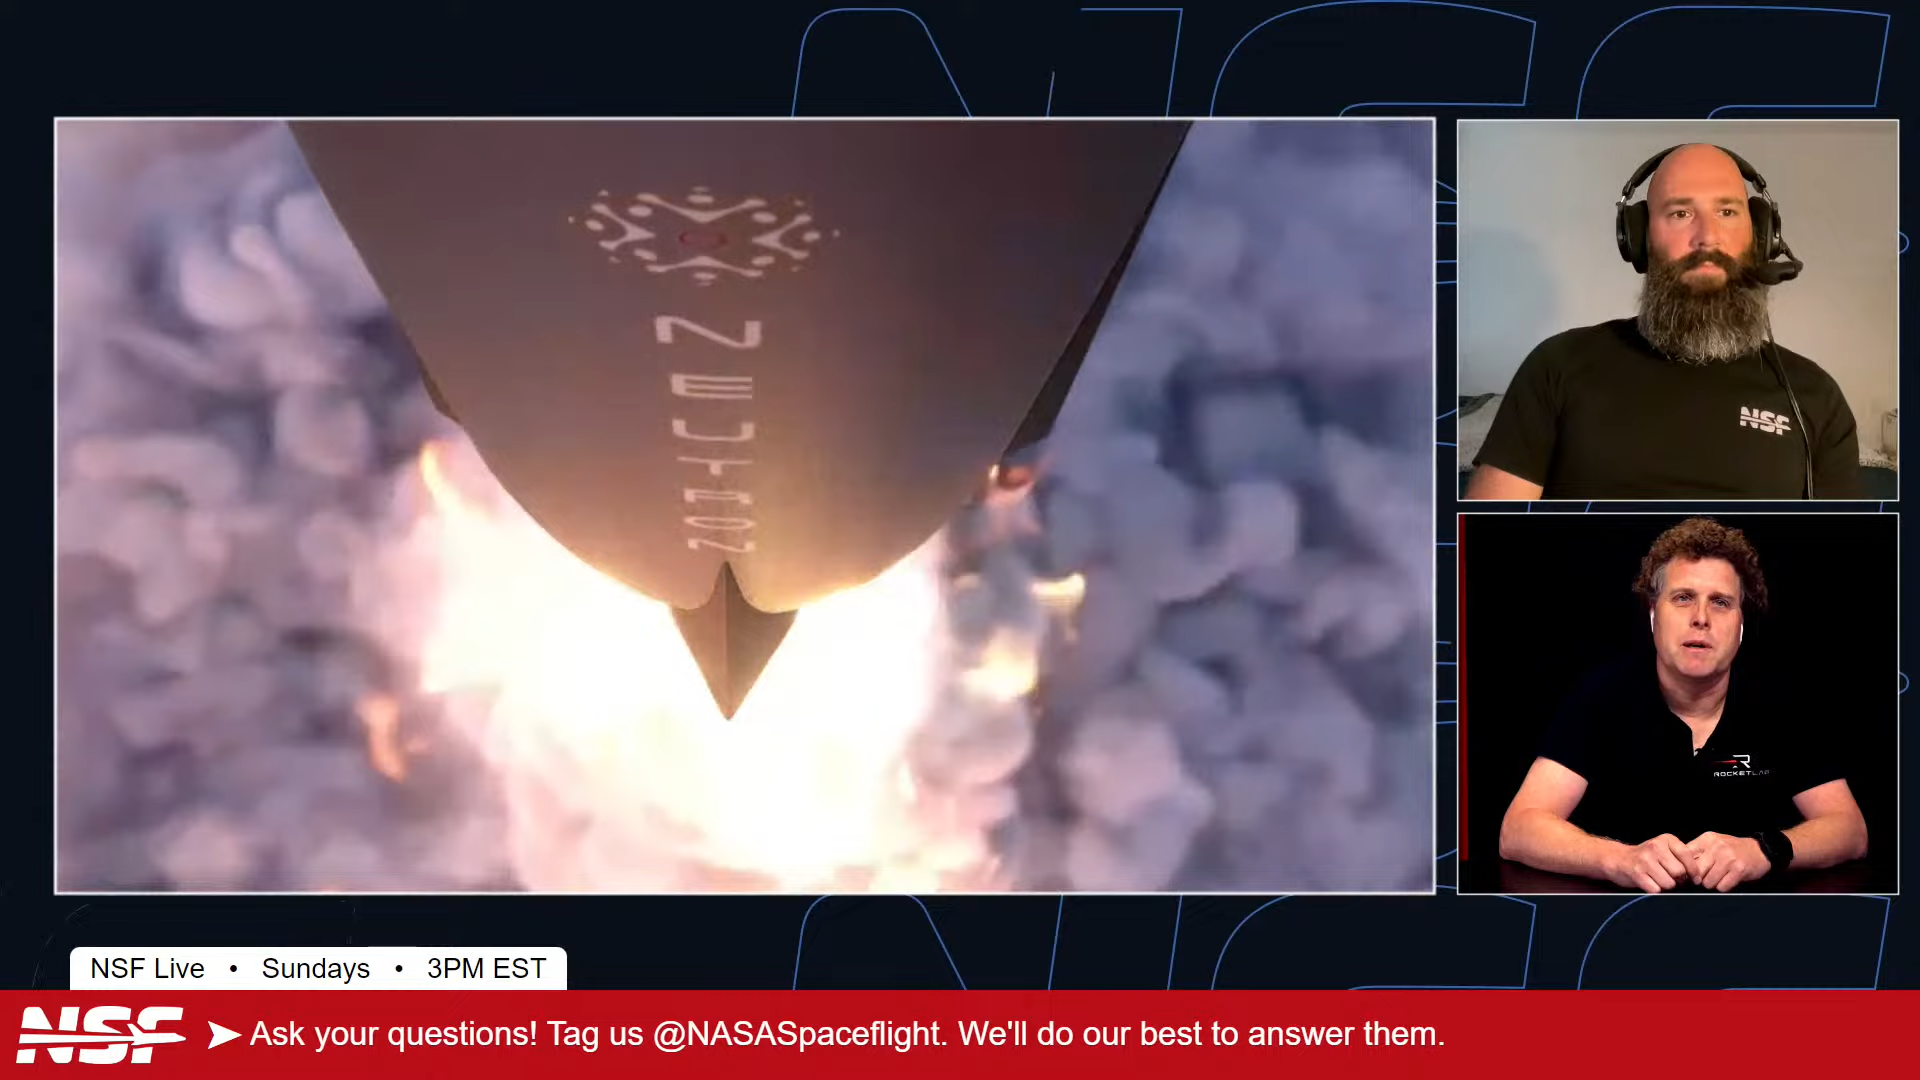 NEUTRON
NSF
ROCKETLAB
NSF Live • Sundays • 3PM EST
NSF
Ask your questions! Tag us @NASASpaceflight. We'll do our best to answer them.